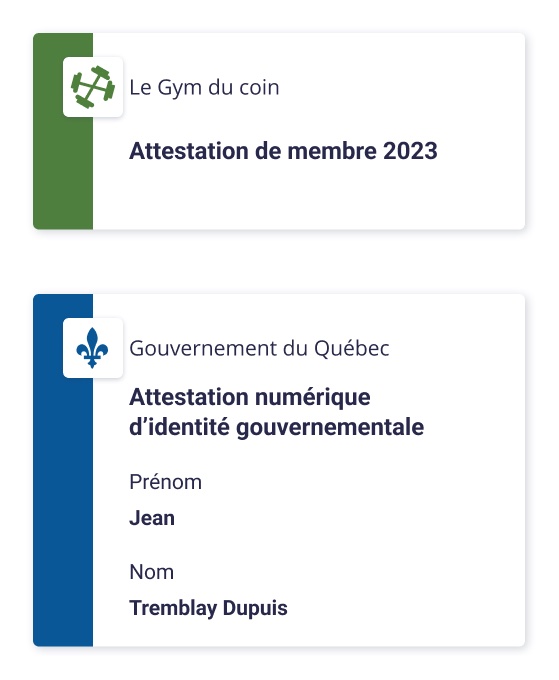 Le Gym du coin
Attestation de membre 2023
Gouvernement du Québec
Attestation numérique
d’identité gouvernementale
Prénom
Jean
Nom
Tremblay Dupuis